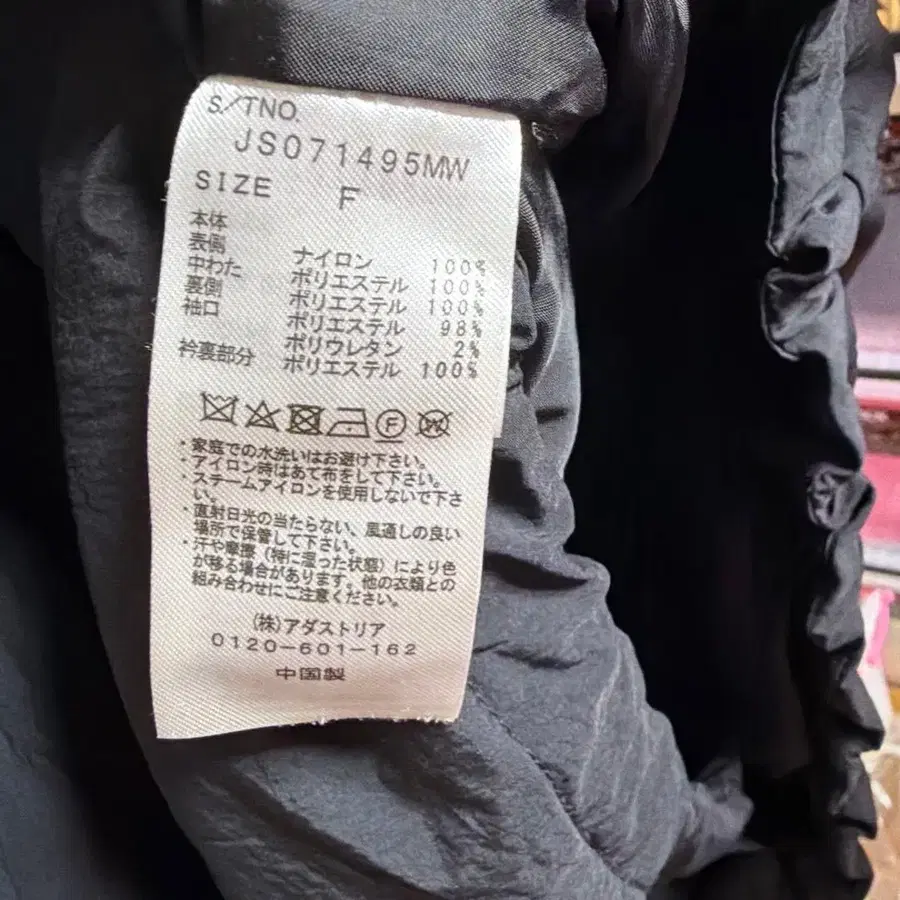 S/TNO.
JS071495MW
SIZE F
本体
表側 ナイロン 100%
中わた ポリエステル 100%
裏側 ポリエステル 100%
袖口 ポリエステル 98%
ポリウレタン 2%
衿裏部分 ポリエステル 100%
F W
・家庭での水洗いはお避け下さい。
・アイロン時はあて布をして下さい。
・スチームアイロンを使用しないで下さ
い。
・直射日光の当たらない、風通しの良い
場所で保管して下さい。
・汗や摩擦(特に湿った状態)により色
が移る場合があります。他の衣類との
組み合わせにご注意ください。
(株)アダストリア
0120-601-162
中国製